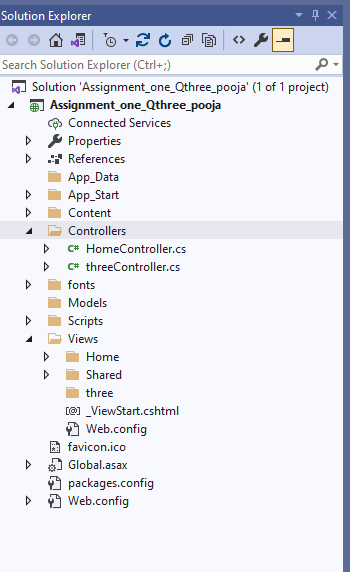 Solution Explorer
Search Solution Explorer (Ctrl+;)
Solution 'Assignment_one_Qthree_pooja' (1 of 1 project)
Assignment_one_Qthree_pooja
Connected Services
Properties
References
App_Data
App_Start
Content
Controllers
C# HomeController.cs
C# threeController.cs
fonts
Models
Scripts
Views
Home
Shared
three
[@] _ViewStart.cshtml
Web.config
favicon.ico
Global.asax
packages.config
Web.config